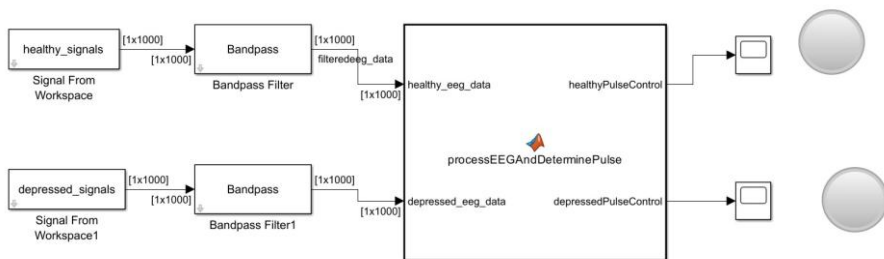 healthy_signals
[1x1000]
[1x1000]
Signal From
Workspace
Bandpass
[1x1000]
filteredeeg_data
[1x1000]
Bandpass Filter
healthy_eeg_data
healthyPulseControl
processEEGAndDeterminePulse
depressed_signals
[1x1000]
[1x1000]
Signal From
Workspace1
Bandpass
[1x1000]
[1x1000]
Bandpass Filter1
depressed_eeg_data
depressedPulseControl